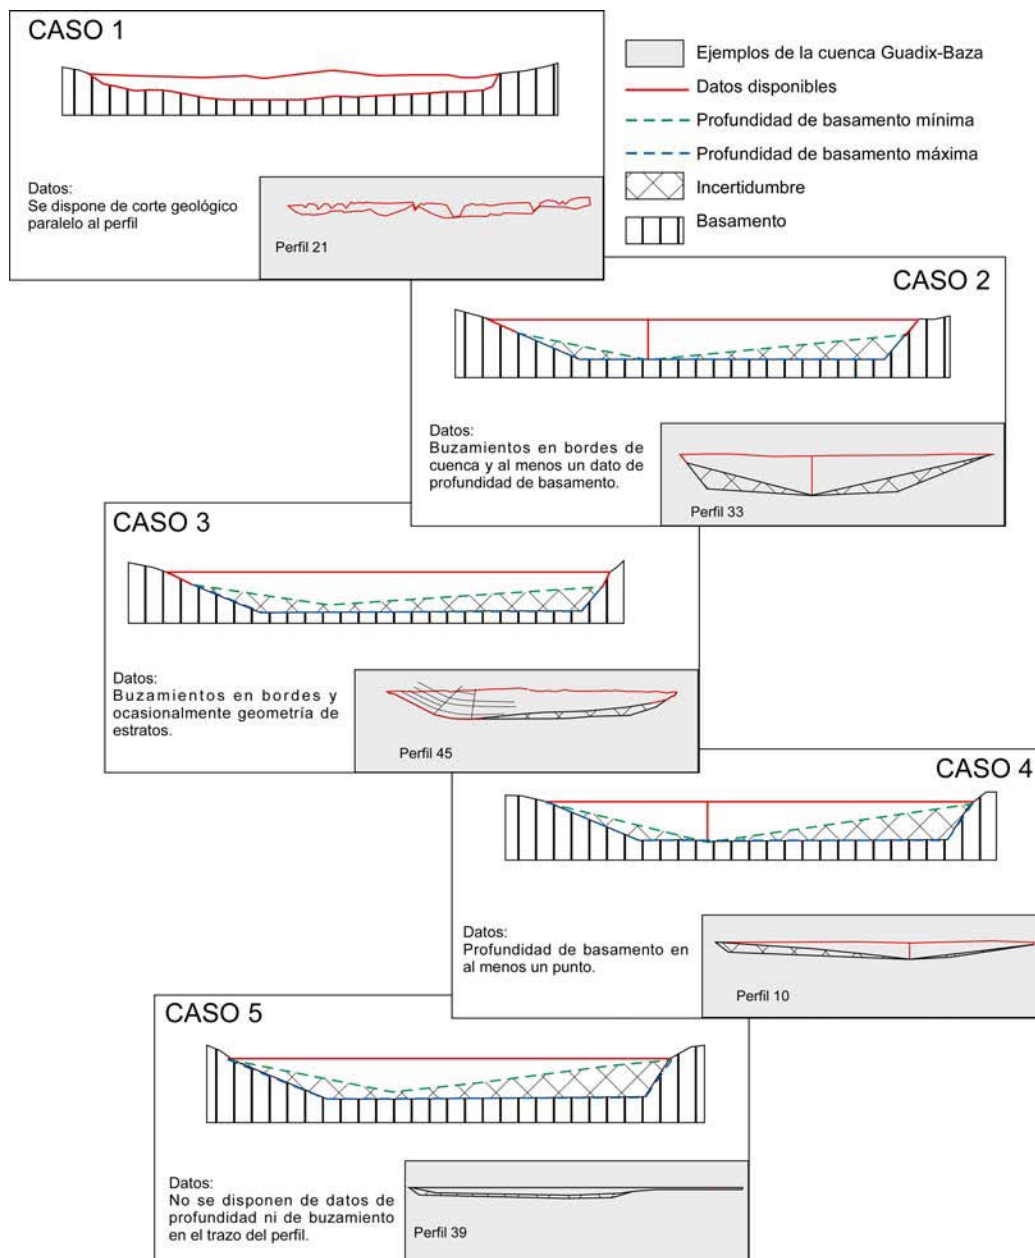 CASO 1
Datos:
Se dispone de corte geológico
paralelo al perfil
Perfil 21
Ejemplos de la cuenca Guadix-Baza
Datos disponibles
Profundidad de basamento mínima
Profundidad de basamento máxima
Incertidumbre
Basamento
CASO 2
Datos:
Buzamientos en bordes de
cuenca y al menos un dato de
profundidad de basamento.
Perfil 33
CASO 3
Datos:
Buzamientos en bordes y
ocasionalmente geometría de
estratos.
Perfil 45
CASO 4
Datos:
Profundidad de basamento en
al menos un punto.
Perfil 10
CASO 5
Datos:
No se disponen de datos de
profundidad ni de buzamiento
en el trazo del perfil.
Perfil 39